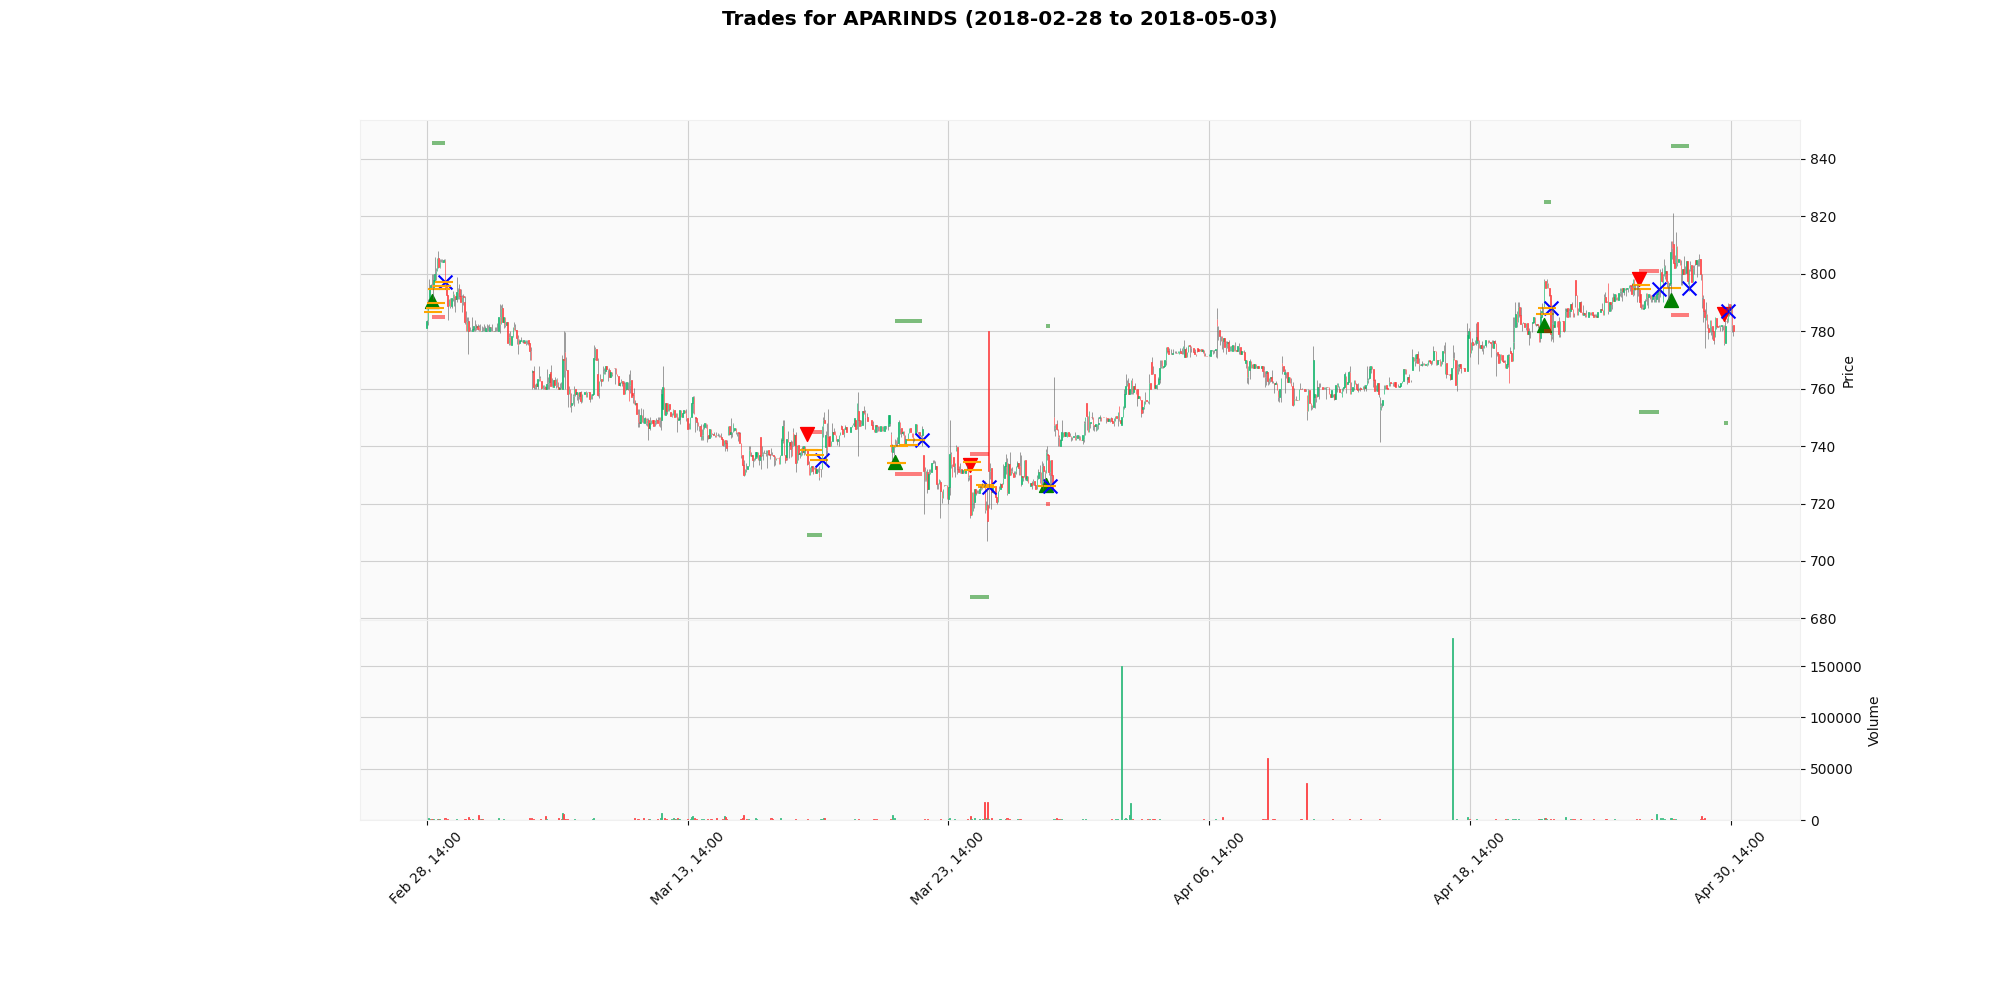 Trades for APARINDS (2018-02-28 to 2018-05-03)
840
820
800
780
760
740
720
700
680
Price
150000
100000
50000
0
Volume
Feb 28, 14:00
Mar 13, 14:00
Mar 23, 14:00
Apr 06, 14:00
Apr 18, 14:00
Apr 30, 14:00